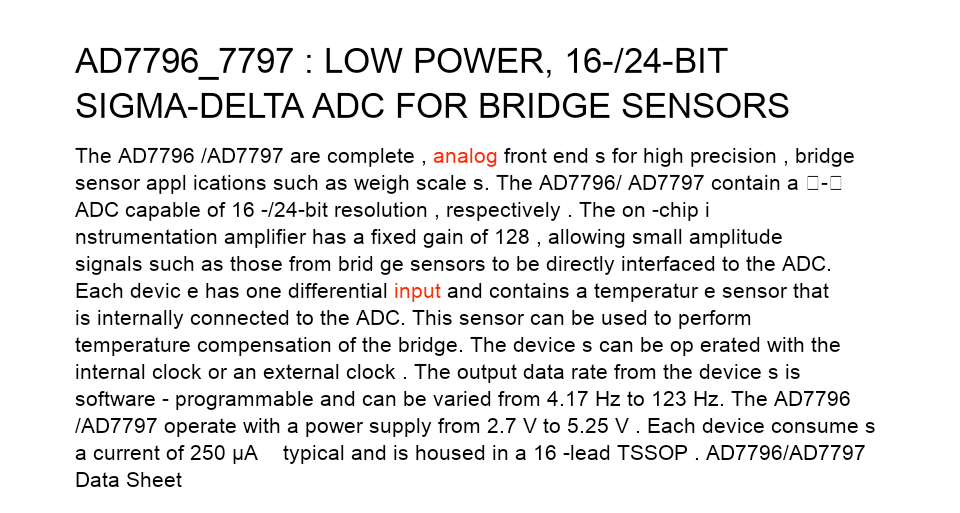 AD7796_7797 : LOW POWER, 16-/24-BIT
SIGMA-DELTA ADC FOR BRIDGE SENSORS
The AD7796 /AD7797 are complete , analog front end s for high precision , bridge
sensor appl ications such as weigh scale s. The AD7796/ AD7797 contain a □-□
ADC capable of 16 -/24-bit resolution , respectively . The on -chip i
nstrumentation amplifier has a fixed gain of 128 , allowing small amplitude
signals such as those from brid ge sensors to be directly interfaced to the ADC.
Each devic e has one differential input and contains a temperatur e sensor that
is internally connected to the ADC. This sensor can be used to perform
temperature compensation of the bridge. The device s can be op erated with the
internal clock or an external clock . The output data rate from the device s is
software - programmable and can be varied from 4.17 Hz to 123 Hz. The AD7796
/AD7797 operate with a power supply from 2.7 V to 5.25 V . Each device consume s
a current of 250 μA    typical and is housed in a 16 -lead TSSOP . AD7796/AD7797
Data Sheet